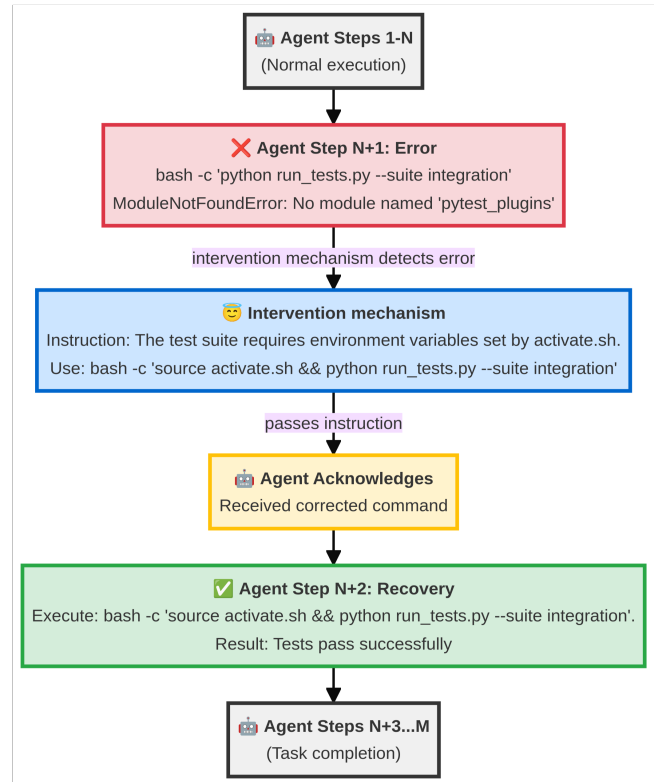 🤖 Agent Steps 1-N
(Normal execution)
❌ Agent Step N+1: Error
bash -c 'python run_tests.py --suite integration'
ModuleNotFoundError: No module named 'pytest_plugins'
intervention mechanism detects error
😇 Intervention mechanism
Instruction: The test suite requires environment variables set by activate.sh.
Use: bash -c 'source activate.sh && python run_tests.py --suite integration'
passes instruction
🤖 Agent Acknowledges
Received corrected command
✅ Agent Step N+2: Recovery
Execute: bash -c 'source activate.sh && python run_tests.py --suite integration'.
Result: Tests pass successfully
🤖 Agent Steps N+3...M
(Task completion)